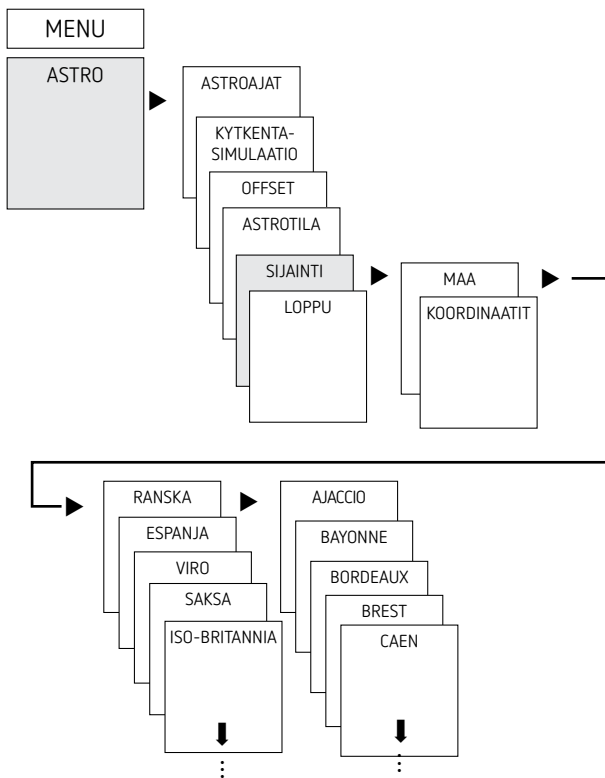 MENU
ASTRO
ASTROAJAT
KYTKENTA-
SIMULAATIO
OFFSET
ASTROTILA
SIJAINTI
LOPPU
MAA
KOORDINAATIT
RANSKA
ESPANJA
VIRO
SAKSA
ISO-BRITANNIA
AJACCIO
BAYONNE
BORDEAUX
BREST
CAEN